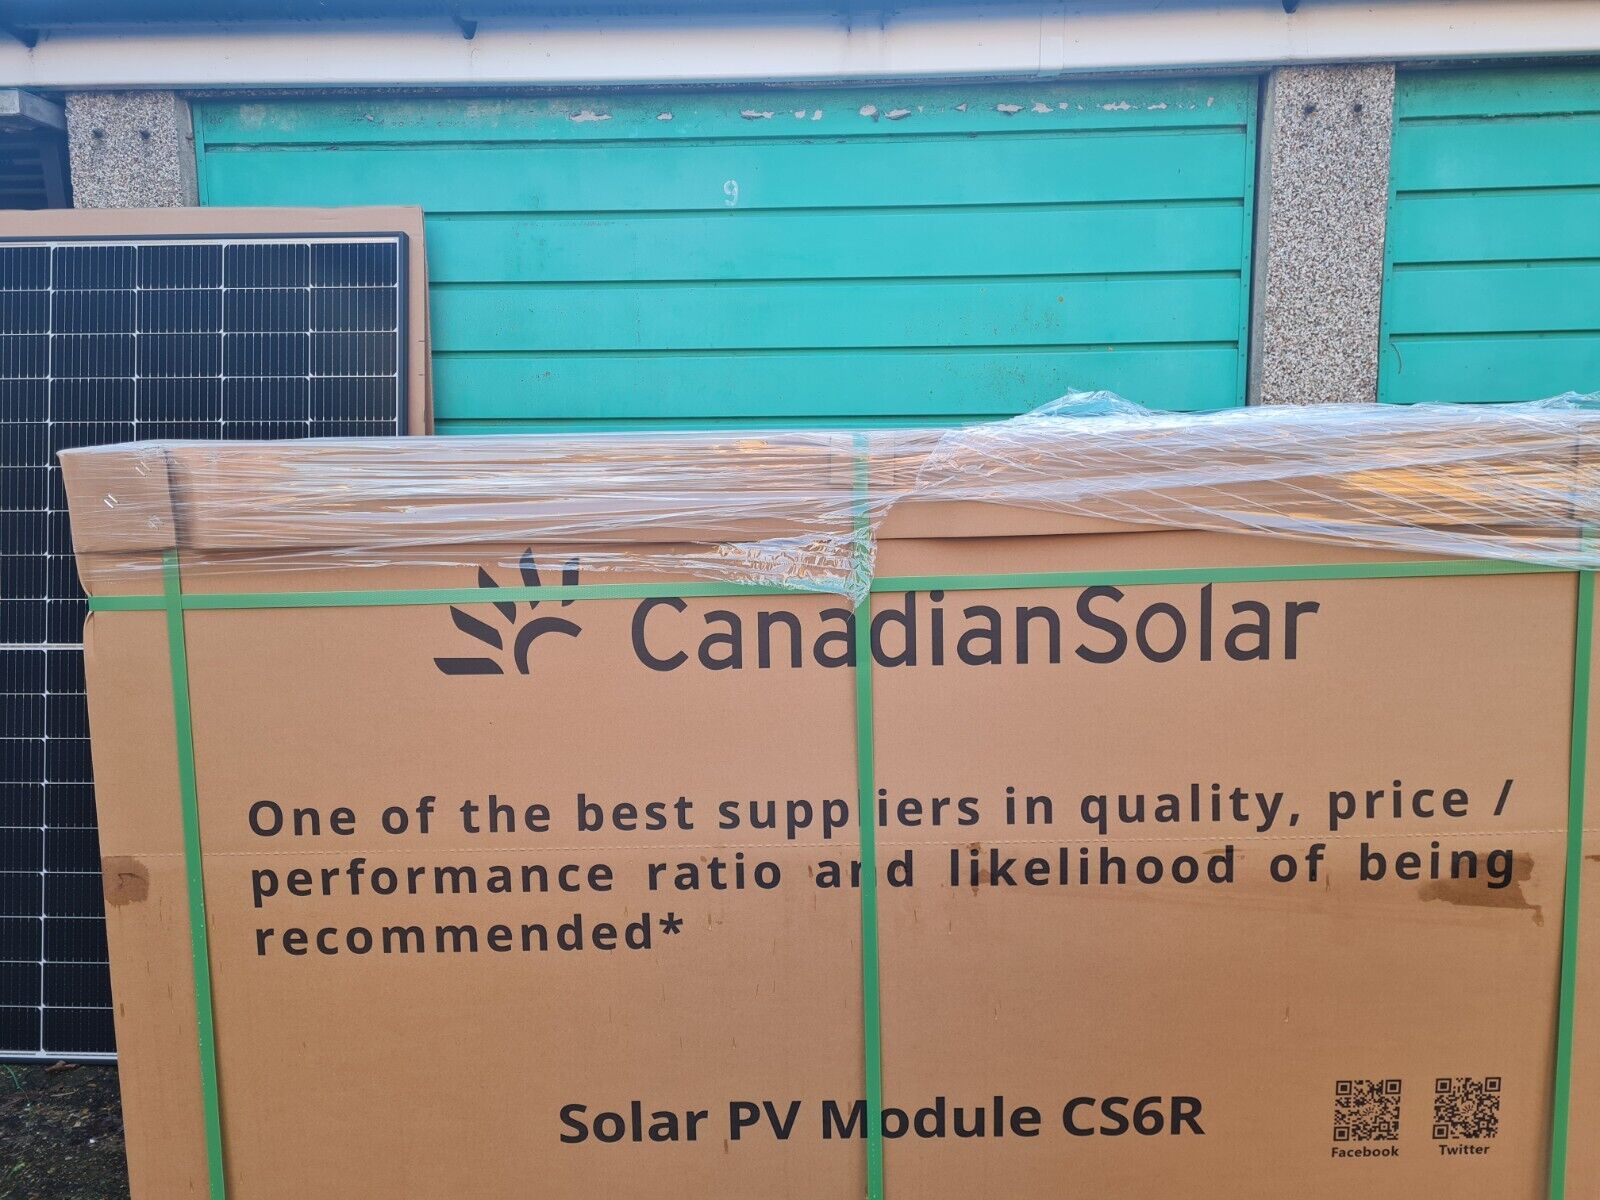 9
CanadianSolar
One of the best suppliers in quality, price /
performance ratio and likelihood of being
recommended*
Solar PV Module CS6R
Facebook
Twitter